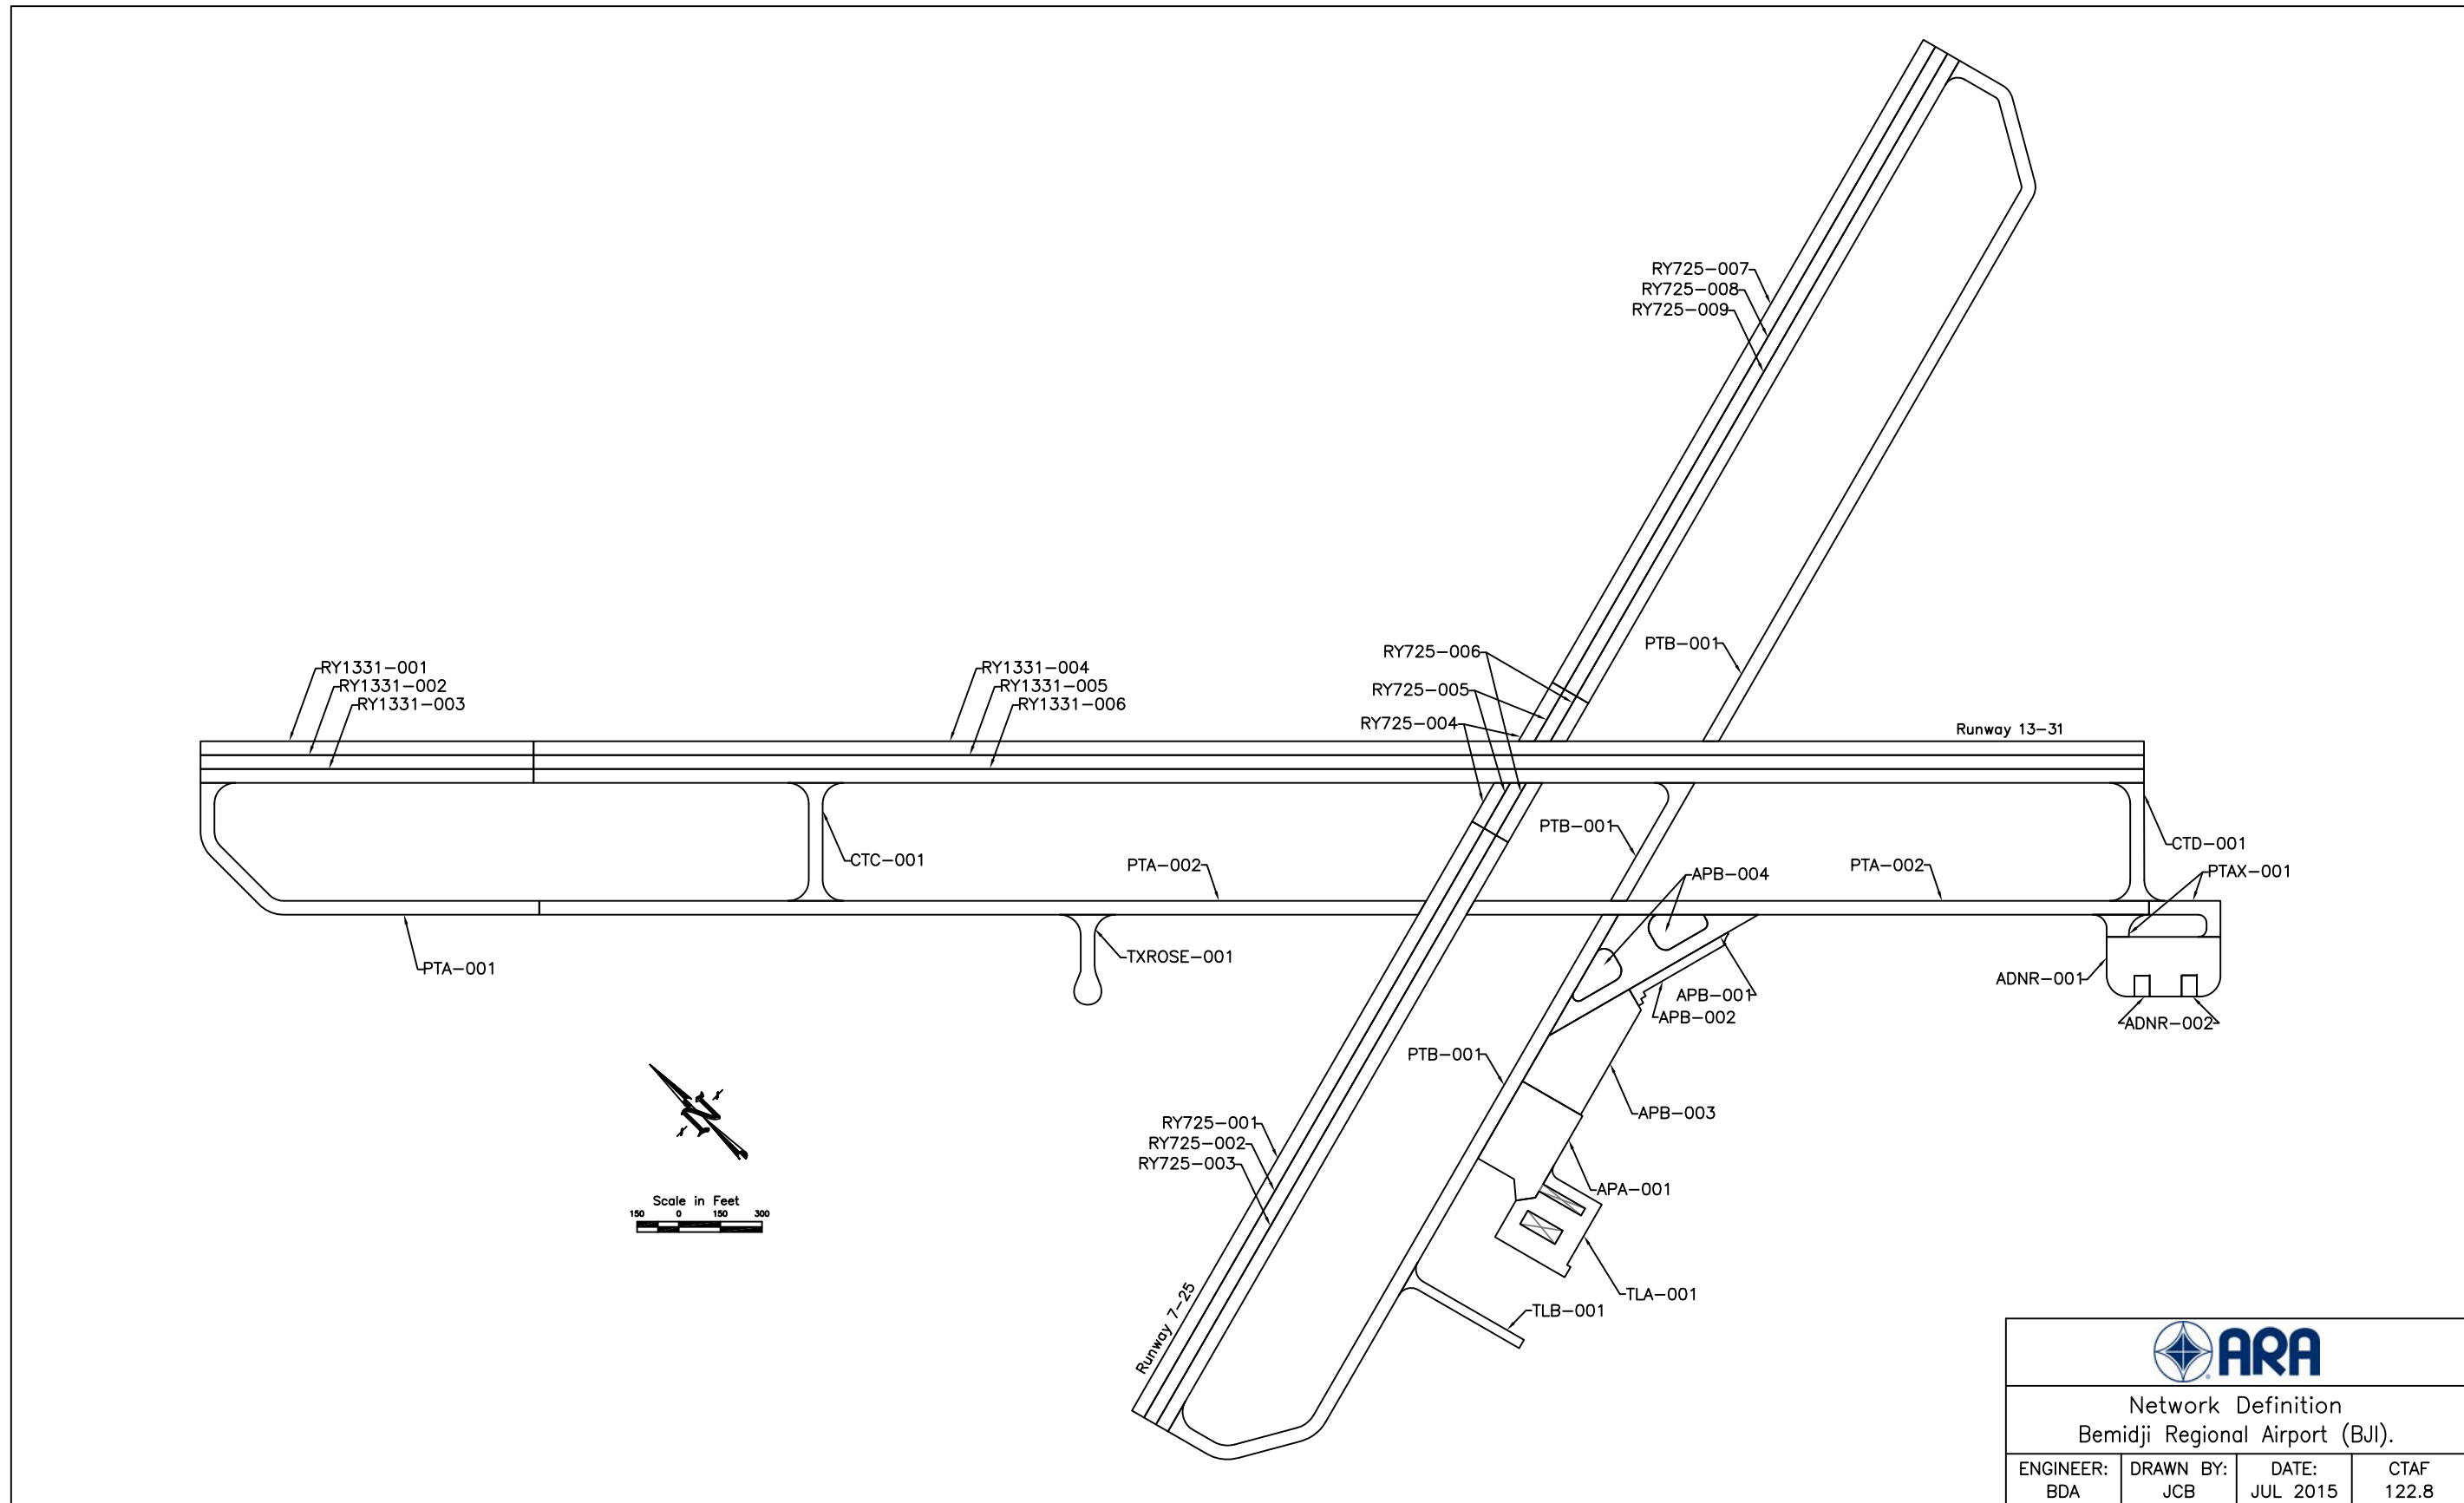 RY725-007
RY725-008
RY725-009
PTB-001
RY725-006
RY725-005
RY725-004
Runway 13-31
RY1331-001
RY1331-002
RY1331-003
RY1331-004
RY1331-005
RY1331-006
CTC-001
PTA-002
PTB-001
APB-004
PTA-002
CTD-001
PTAX-001
PTA-001
TXROSE-001
APB-001
APB-002
ADNR-001
ADNR-002
PTB-001
APB-003
RY725-001
RY725-002
RY725-003
APA-001
N
Scale in Feet
150 0 150 300
Runway 7-25
TLA-001
TLB-001
ARA
Network Definition
Bemidji Regional Airport (BJI).
ENGINEER: DRAWN BY: DATE: CTAF
BDA JCB JUL 2015 122.8